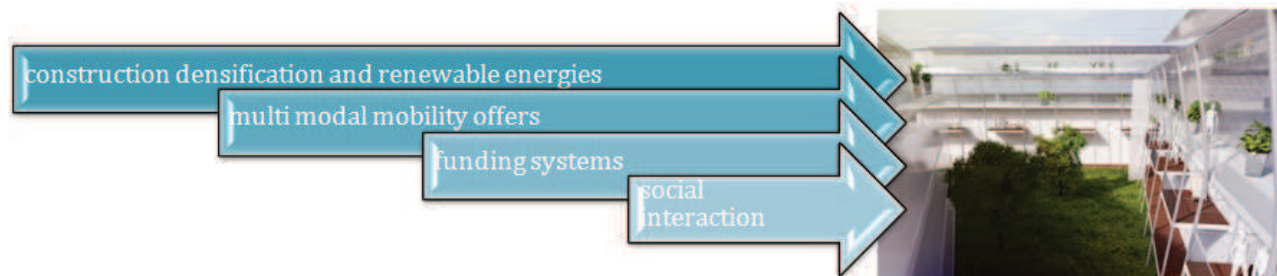 construction densification and renewable energies
multi modal mobility offers
funding systems
social
interaction